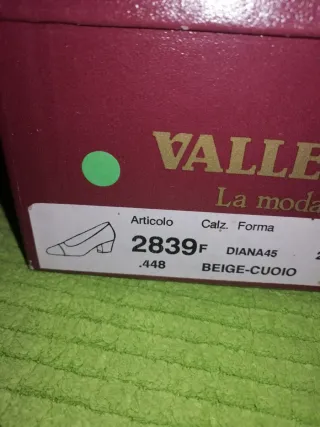 VALLE
La moda
Articolo Calz. Forma
2839F DIANA45
.448 BEIGE-CUOIO